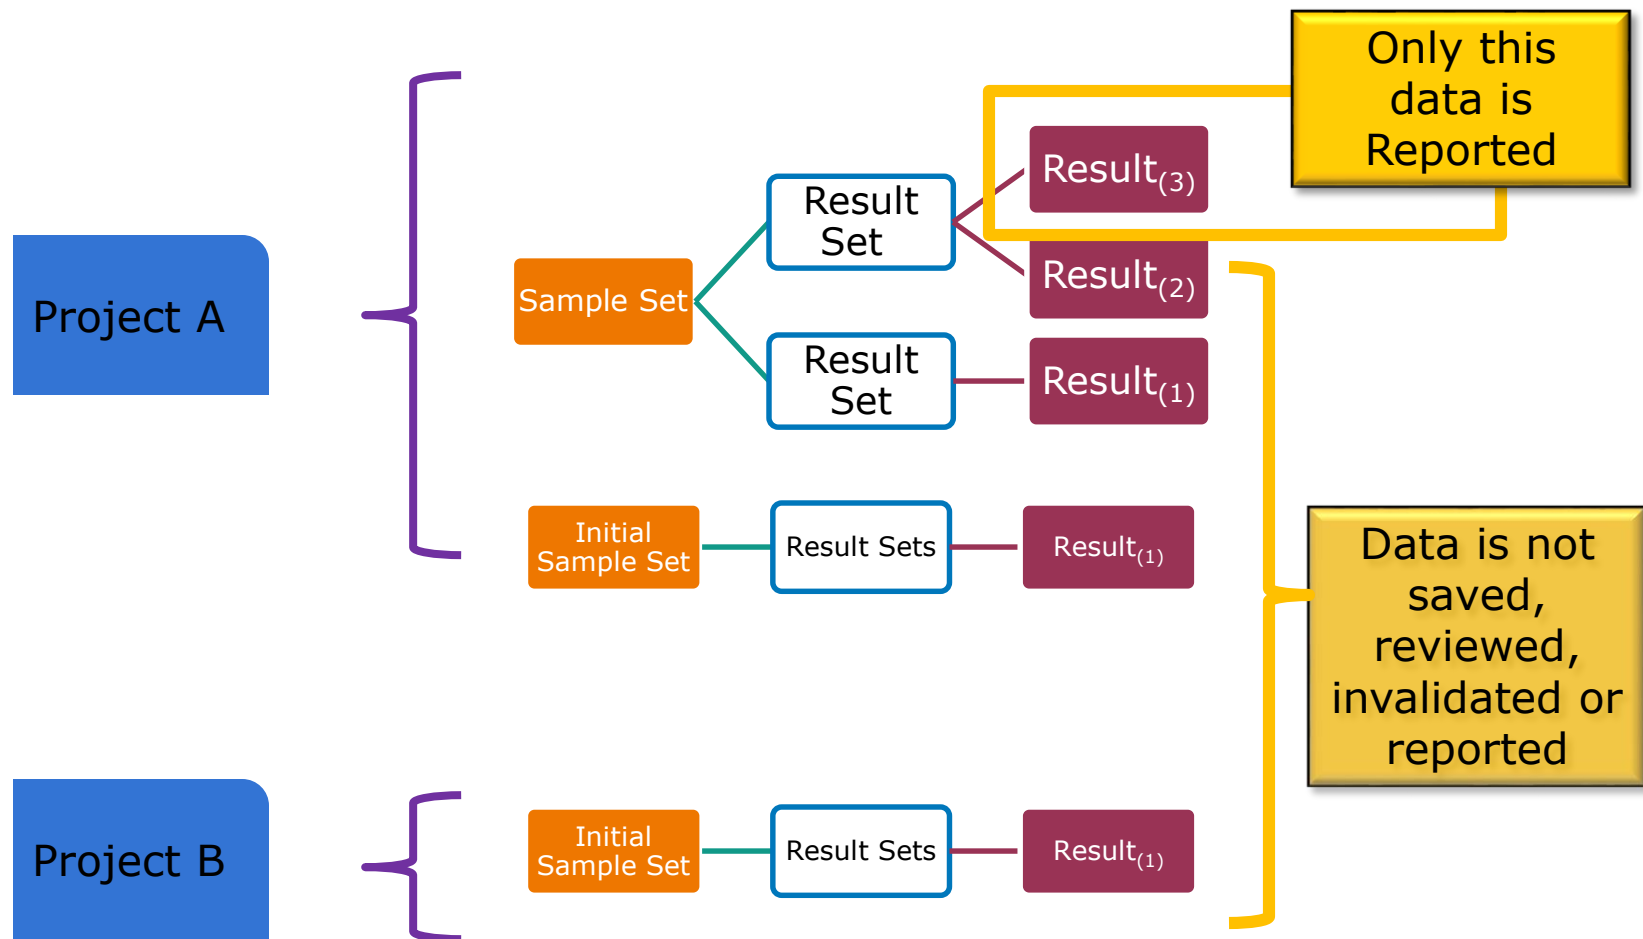 Only this
data is
Reported
Result(3)
Result
Set
Result(2)
Sample Set
Project A
Result
Set
Result(1)
Initial
Sample Set
Result Sets
Result(1)
Data is not
saved,
reviewed,
invalidated or
reported
Project B
Initial
Sample Set
Result Sets
Result(1)